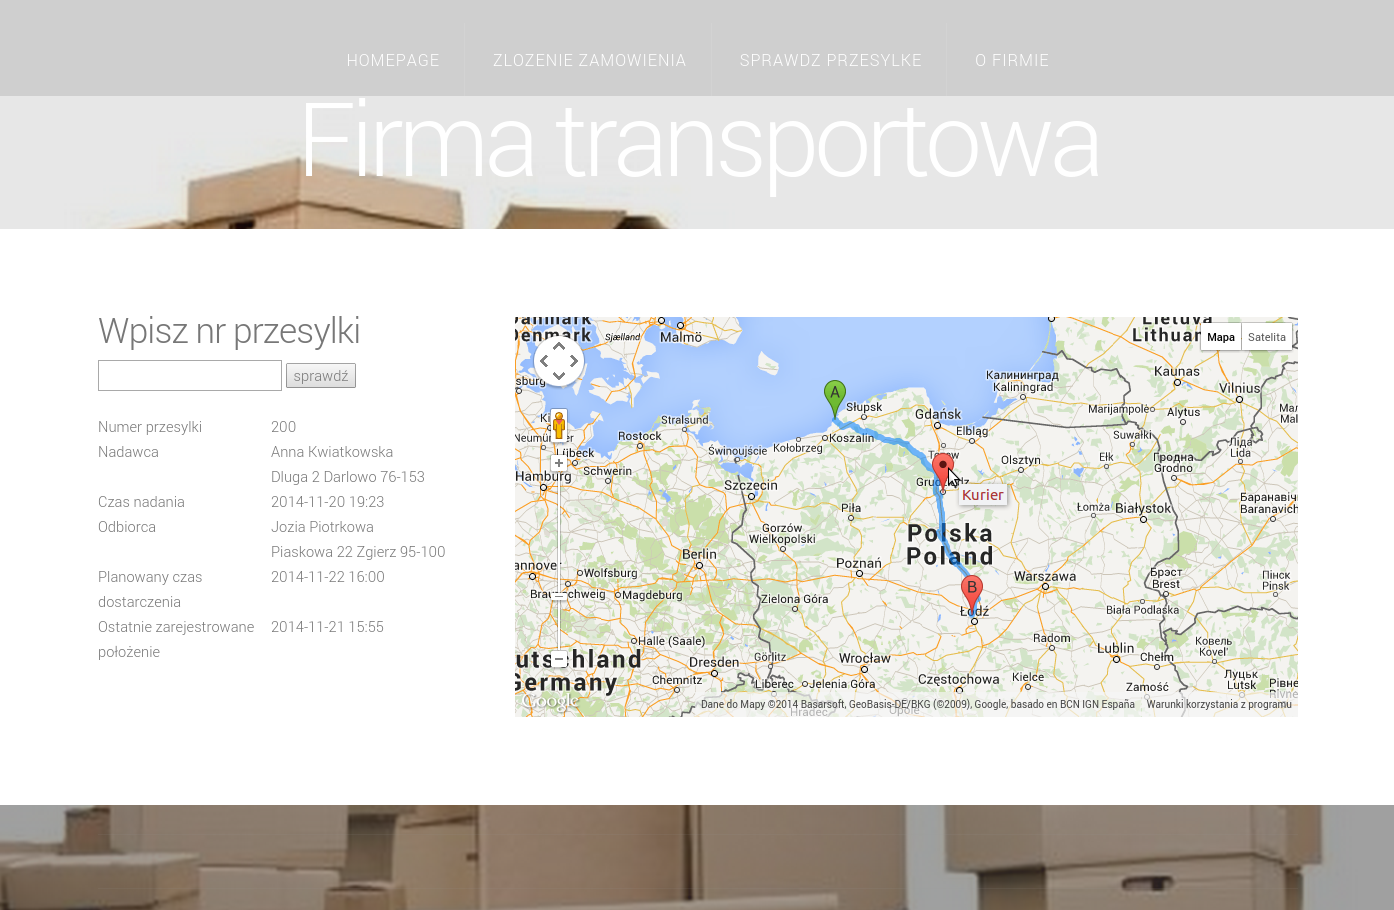 HOMEPAGE
ZLOZENIE ZAMOWIENIA
SPRAWDZ PRZESYLKE
O FIRMIE
Firma transportowa
Wpisz nr przesylki
sprawdź
Numer przesylki 200
Nadawca Anna Kwiatkowska
Dluga 2 Darlowo 76-153
Czas nadania 2014-11-20 19:23
Odbiorca Jozia Piotrkowa
Piaskowa 22 Zgierz 95-100
Planowany czas 2014-11-22 16:00
dostarczenia
Ostatnie zarejestrowane 2014-11-21 15:55
położenie
Denmark
Sjælland
Malmö
Lietuva
Mapa
Satelita
Kaunas
Vilnius
Marijampolė
Alytus
Калининград
Kaliningrad
A
Słupsk
Gdańsk
Elbląg
Koszalin
Kołobrzeg
Świnoujście
Stralsund
Rostock
Lübeck
Schwerin
Hamburg
Szczecin
Suwałki
Ełk
Гродна
Grodno
Ліда
Lida
Olsztyn
Kurier
Piła
Łomża
Białystok
Баранавічы
Baranavich
Gorzów
Wielkopolski
Polska
Poland
Berlin
Poznań
Warszawa
Брэст
Brest
Пінск
Pinsk
Wolfsburg
Magdeburg
Zielona Góra
B
Łódź
Biała Podlaska
Radom
Lublin
Ковель
Kovel'
Chełm
Halle (Saale)
Dresden
Görlitz
Wrocław
Chemnitz
Liberec
Jelenia Góra
Częstochowa
Kielce
Zamość
Луцьк
Lutsk
Рівне
Rivne
Germany
Google
Hradec
Opole
Dane do Mapy ©2014 Basarsoft, GeoBasis-DE/BKG (©2009), Google, basado en BCN IGN España
Warunki korzystania z programu